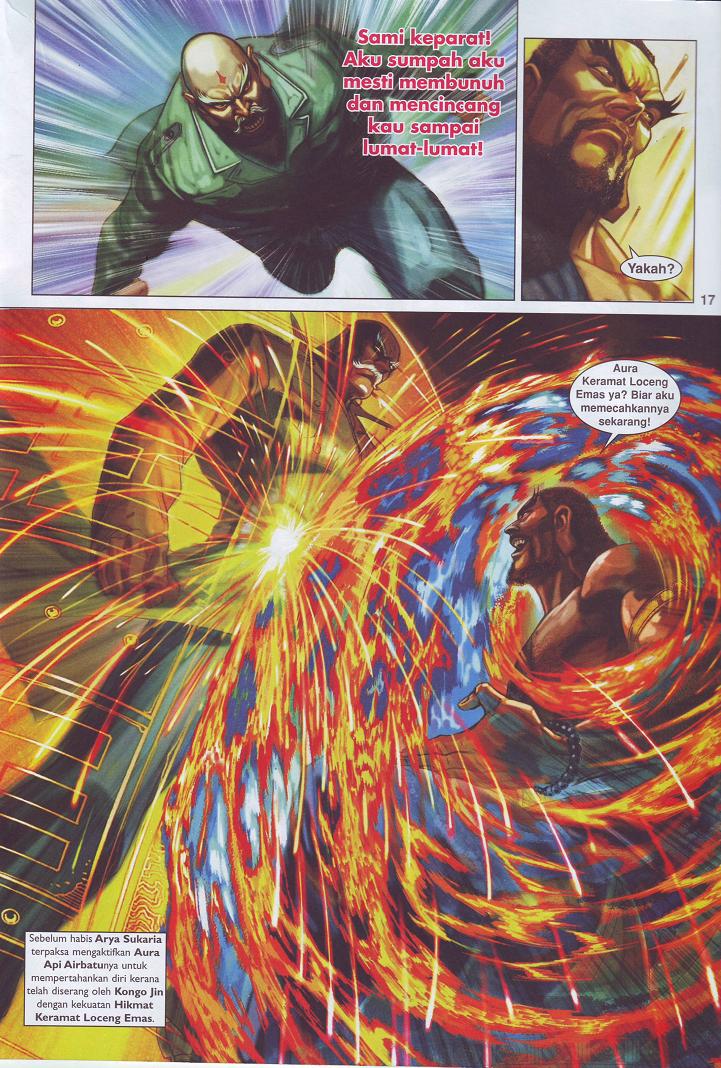 Sami keparat!
Aku sumpah aku
mesti membunuh
dan mencincang
kau sampai
lumat-lumat!
Yakah?
17
Aura
Keramat Loceng
Emas ya? Biar aku
memecahkannya
sekarang!
Sebelum habis Arya Sukaria
terpaksa mengaktifkan Aura
Api Airbatunya untuk
mempertahankan diri kerana
telah diserang oleh Kongo Jin
dengan kekuatan Hikmat
Keramat Loceng Emas.